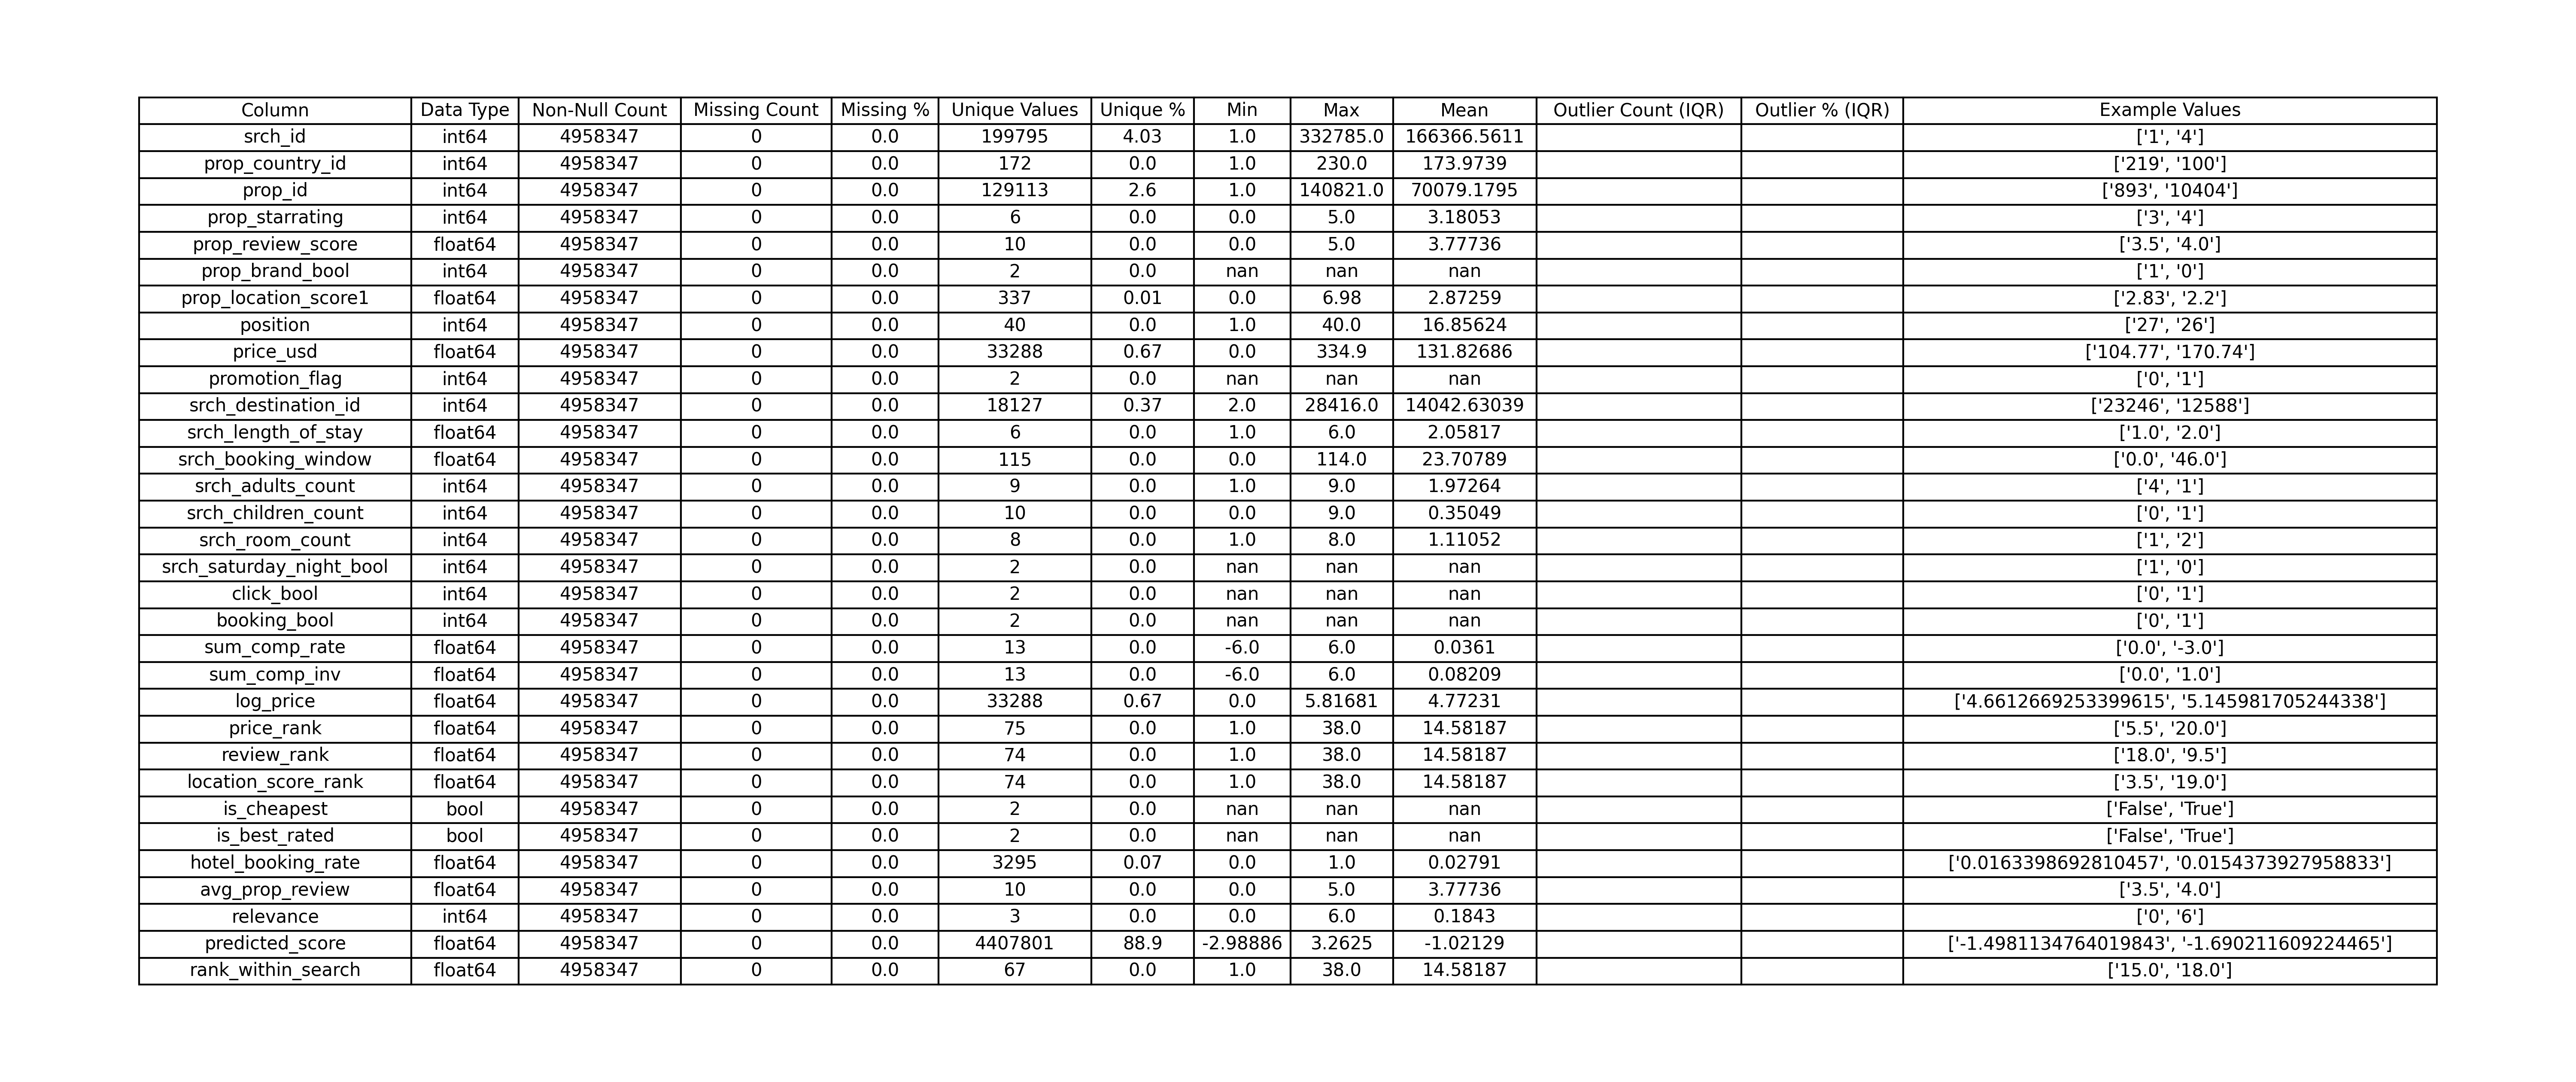 Column Data Type Non-Null Count Missing Count Missing % Unique Values Unique % Min Max Mean Outlier Count (IQR) Outlier % (IQR) Example Values
srch_id int64 4958347 0 0.0 199795 4.03 1.0 332785.0 166366.5611 ['1', '4']
prop_country_id int64 4958347 0 0.0 172 0.0 1.0 230.0 173.9739 ['219', '100']
prop_id int64 4958347 0 0.0 129113 2.6 1.0 140821.0 70079.1795 ['893', '10404']
prop_starrating int64 4958347 0 0.0 6 0.0 0.0 5.0 3.18053 ['3', '4']
prop_review_score float64 4958347 0 0.0 10 0.0 0.0 5.0 3.77736 ['3.5', '4.0']
prop_brand_bool int64 4958347 0 0.0 2 0.0 nan nan nan ['1', '0']
prop_location_score1 float64 4958347 0 0.0 337 0.01 0.0 6.98 2.87259 ['2.83', '2.2']
position int64 4958347 0 0.0 40 0.0 1.0 40.0 16.85624 ['27', '26']
price_usd float64 4958347 0 0.0 33288 0.67 0.0 334.9 131.82686 ['104.77', '170.74']
promotion_flag int64 4958347 0 0.0 2 0.0 nan nan nan ['0', '1']
srch_destination_id int64 4958347 0 0.0 18127 0.37 2.0 28416.0 14042.63039 ['23246', '12588']
srch_length_of_stay float64 4958347 0 0.0 6 0.0 1.0 6.0 2.05817 ['1.0', '2.0']
srch_booking_window float64 4958347 0 0.0 115 0.0 0.0 114.0 23.70789 ['0.0', '46.0']
srch_adults_count int64 4958347 0 0.0 9 0.0 1.0 9.0 1.97264 ['4', '1']
srch_children_count int64 4958347 0 0.0 10 0.0 0.0 9.0 0.35049 ['0', '1']
srch_room_count int64 4958347 0 0.0 8 0.0 1.0 8.0 1.11052 ['1', '2']
srch_saturday_night_bool int64 4958347 0 0.0 2 0.0 nan nan nan ['1', '0']
click_bool int64 4958347 0 0.0 2 0.0 nan nan nan ['0', '1']
booking_bool int64 4958347 0 0.0 2 0.0 nan nan nan ['0', '1']
sum_comp_rate float64 4958347 0 0.0 13 0.0 -6.0 6.0 0.0361 ['0.0', '-3.0']
sum_comp_inv float64 4958347 0 0.0 13 0.0 -6.0 6.0 0.08209 ['0.0', '1.0']
log_price float64 4958347 0 0.0 33288 0.67 0.0 5.81681 4.77231 ['4.6612669253399615', '5.145981705244338']
price_rank float64 4958347 0 0.0 75 0.0 1.0 38.0 14.58187 ['5.5', '20.0']
review_rank float64 4958347 0 0.0 74 0.0 1.0 38.0 14.58187 ['18.0', '9.5']
location_score_rank float64 4958347 0 0.0 74 0.0 1.0 38.0 14.58187 ['3.5', '19.0']
is_cheapest bool 4958347 0 0.0 2 0.0 nan nan nan ['False', 'True']
is_best_rated bool 4958347 0 0.0 2 0.0 nan nan nan ['False', 'True']
hotel_booking_rate float64 4958347 0 0.0 3295 0.07 0.0 1.0 0.02791 ['0.0163398692810457', '0.0154373927958833']
avg_prop_review float64 4958347 0 0.0 10 0.0 0.0 5.0 3.77736 ['3.5', '4.0']
relevance int64 4958347 0 0.0 3 0.0 0.0 6.0 0.1843 ['0', '6']
predicted_score float64 4958347 0 0.0 4407801 88.9 -2.98886 3.2625 -1.02129 ['-1.4981134764019843', '-1.690211609224465']
rank_within_search float64 4958347 0 0.0 67 0.0 1.0 38.0 14.58187 ['15.0', '18.0']